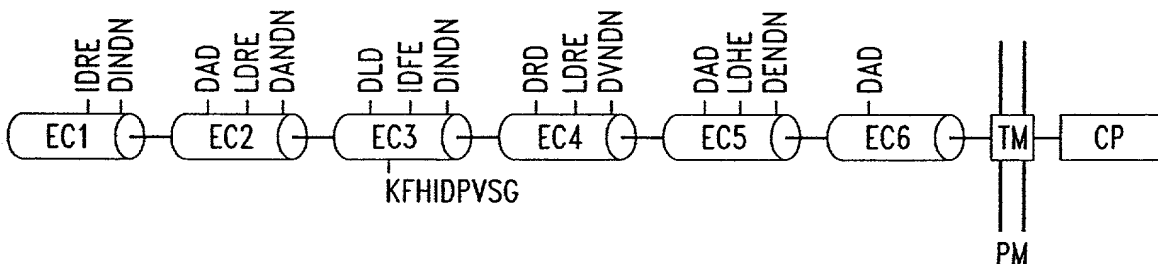 IDRE
DINDN
DAD
LDRE
DANDN
DLD
IDFE
DINDN
DRD
LDRE
DVNDN
DAD
LDHE
DENDN
DAD
EC1
EC2
EC3
EC4
EC5
EC6
TM
CP
KFHIDPVSG
PM